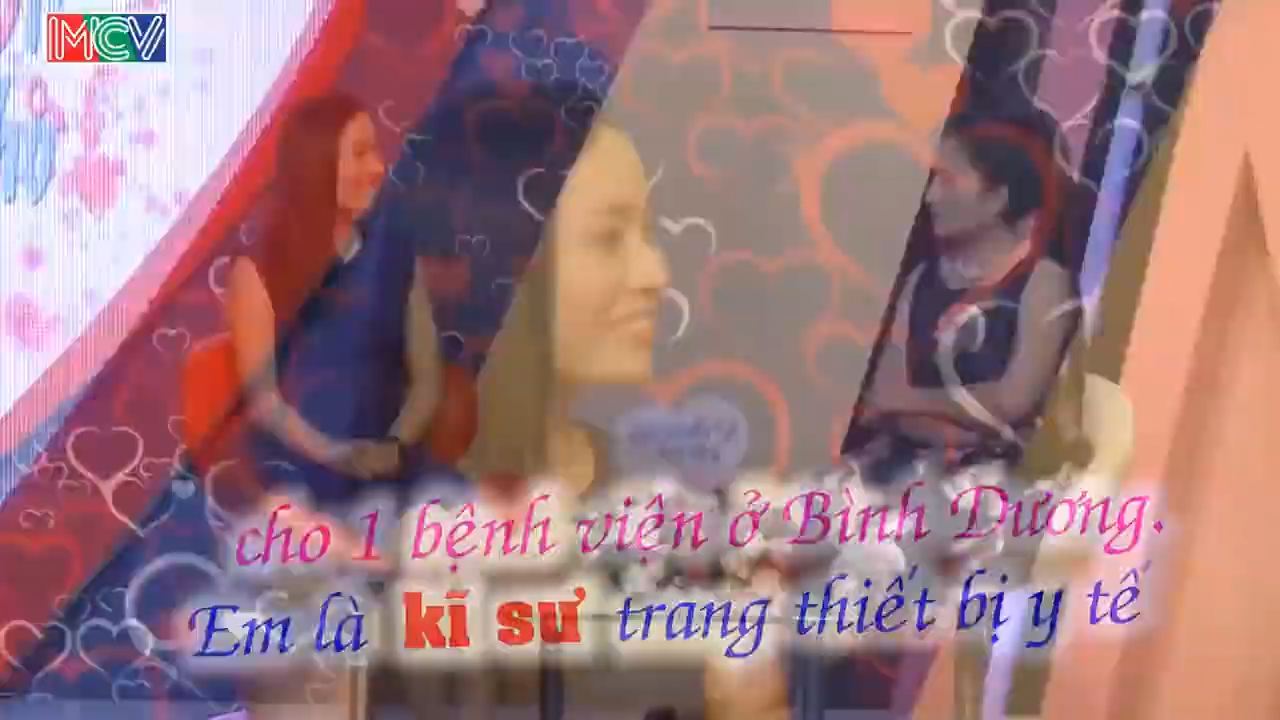 MCV
cho 1 bệnh viện ở Bình Dương.
Em là kĩ sư trang thiết bị y tế